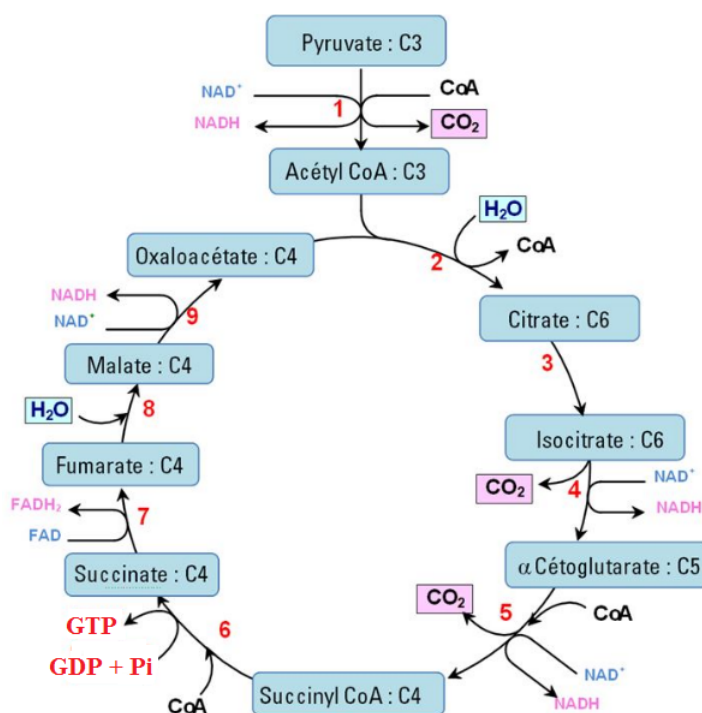 Pyruvate : C3
NAD⁺
CoA
1
NADH
CO₂
Acétyl CoA : C3
H₂O
Oxaloacétate : C4
2
CoA
NADH
9
NAD⁺
Citrate : C6
3
Malate : C4
H₂O
8
Isocitrate : C6
Fumarate : C4
CO₂
4
NAD⁺
NADH
FADH₂
7
FAD
Succinate : C4
α Cétoglutarate : C5
CO₂
5
CoA
GTP
6
GDP + Pi
NAD⁺
CoA
Succinyl CoA : C4
NADH